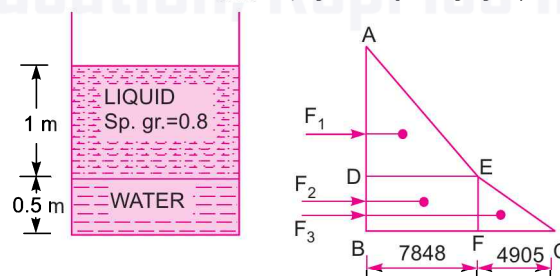 LIQUID
Sp. gr.=0.8
1 m
WATER
0.5 m
A
F1
D
E
F2
F3
B
F
7848
4905